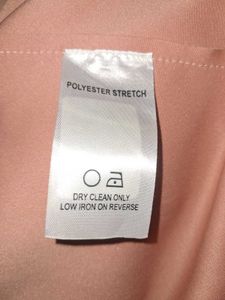 POLYESTER STRETCH
DRY CLEAN ONLY
LOW IRON ON REVERSE